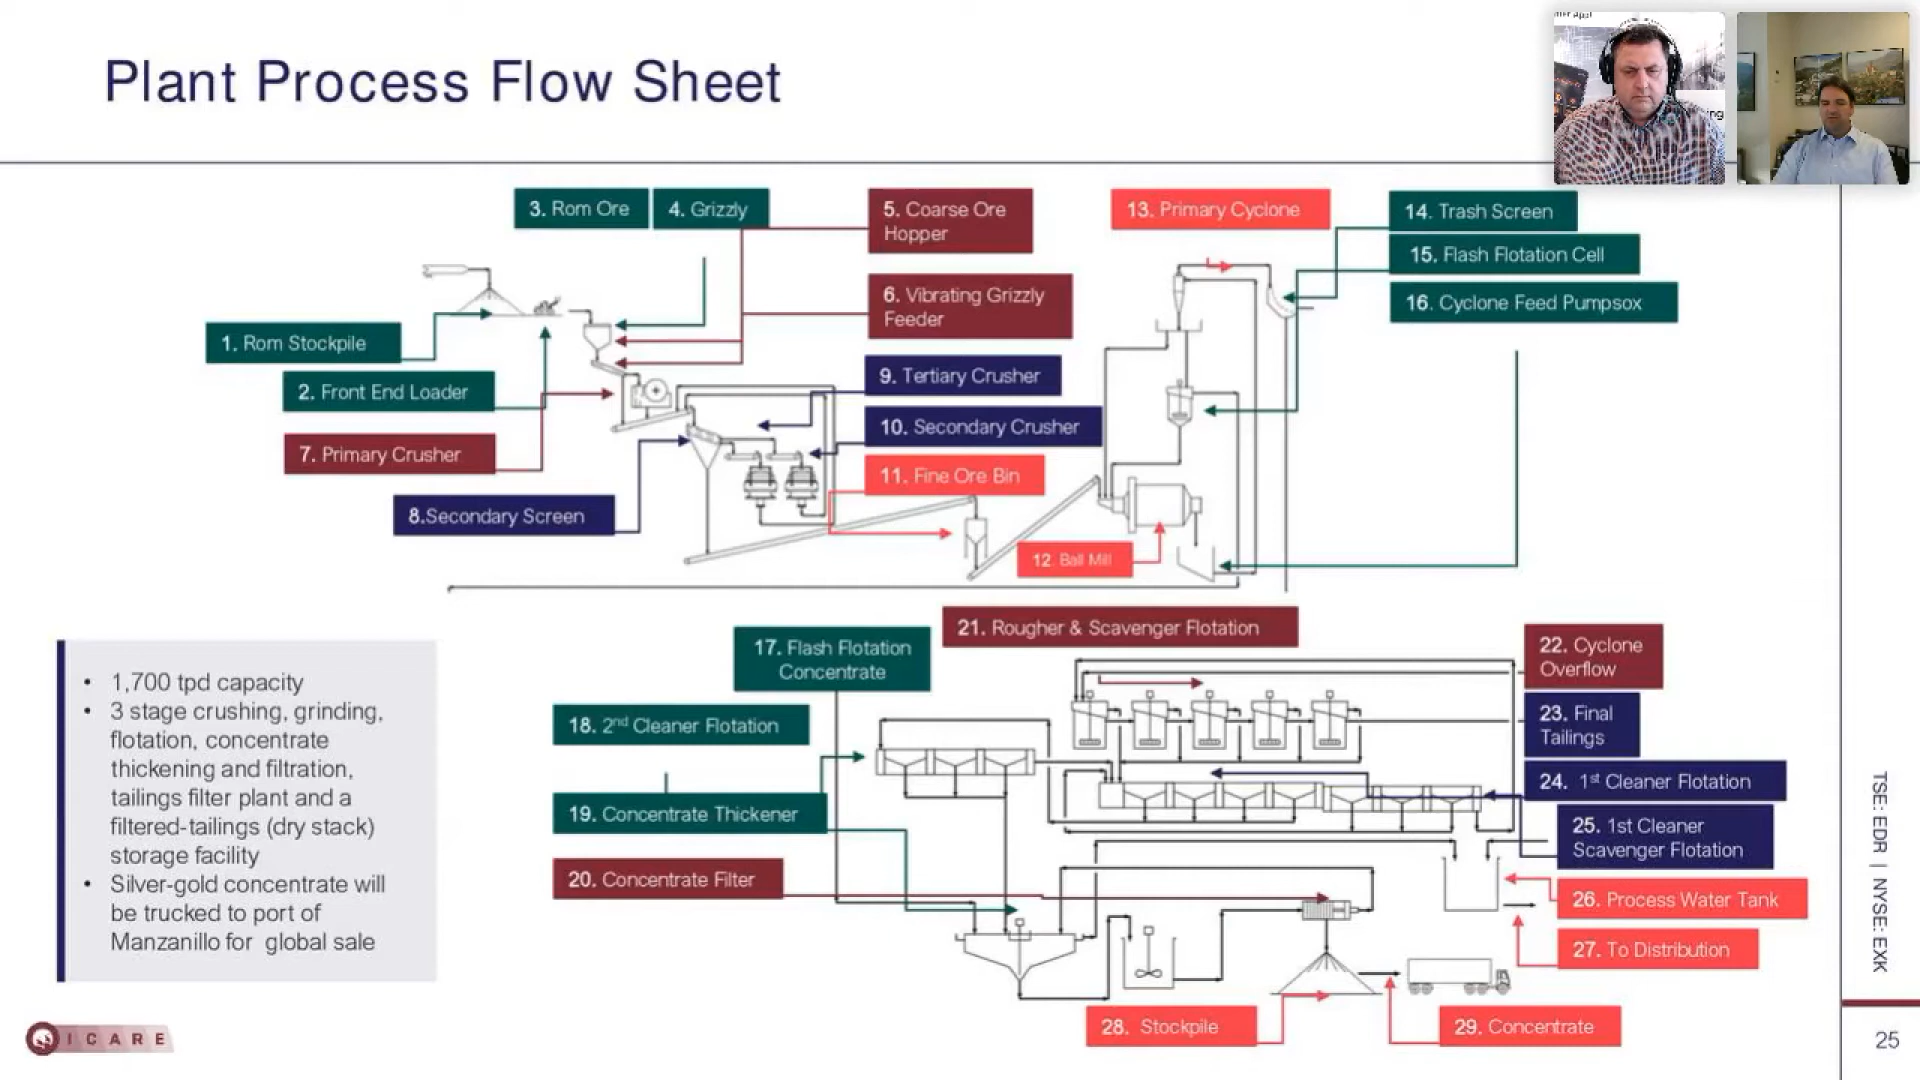 Plant Process Flow Sheet
3. Rom Ore
4. Grizzly
5. Coarse Ore
Hopper
13. Primary Cyclone
14. Trash Screen
15. Flash Flotation Cell
16. Cyclone Feed Pumpsox
6. Vibrating Grizzly
Feeder
1. Rom Stockpile
2. Front End Loader
9. Tertiary Crusher
10. Secondary Crusher
7. Primary Crusher
11. Fine Ore Bin
8.Secondary Screen
12. Ball Mill
21. Rougher & Scavenger Flotation
17. Flash Flotation
Concentrate
22. Cyclone
Overflow
18. 2nd Cleaner Flotation
23. Final
Tailings
24. 1st Cleaner Flotation
19. Concentrate Thickener
25. 1st Cleaner
Scavenger Flotation
20. Concentrate Filter
26. Process Water Tank
27. To Distribution
28. Stockpile
29. Concentrate
• 1,700 tpd capacity
• 3 stage crushing, grinding,
flotation, concentrate
thickening and filtration,
tailings filter plant and a
filtered-tailings (dry stack)
storage facility
• Silver-gold concentrate will
be trucked to port of
Manzanillo for global sale
TSE: EDR | NYSE: EXK
ICARE
25